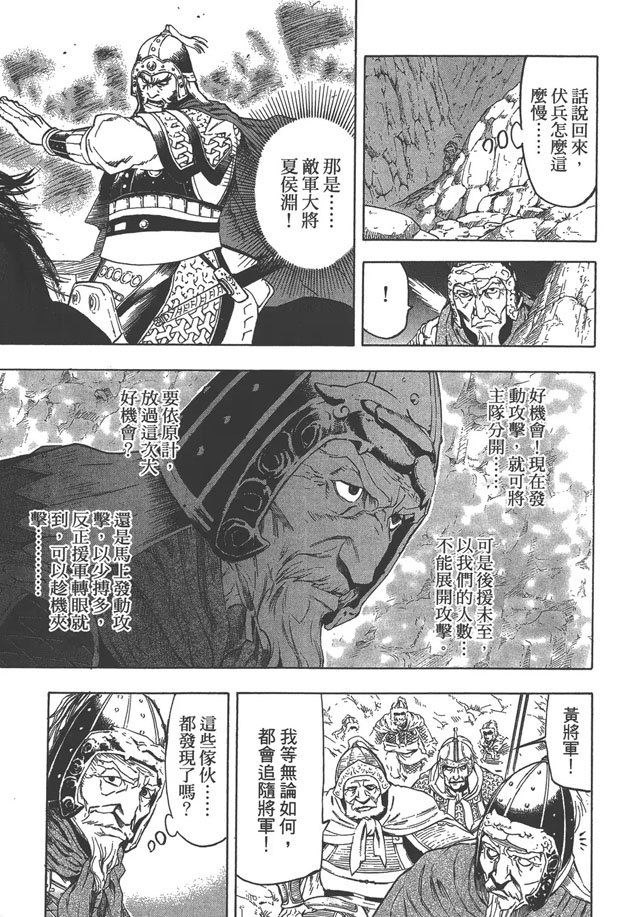 話說回來，
伏兵怎麼這
麼慢……
！
那是……
敵軍大將
夏侯淵！
好機會！現在發
動攻擊，就可將
主隊分開……
可是後援未至，
以我們的人數…
不能展開攻擊。
要依原計，
放過這次大
好機會？
還是馬上發動攻
擊，以少搏多，
反正援軍轉眼就
到，可以趁機夾
擊…………
黃將軍！
我等無論如何，
都會追隨將軍！
這些傢伙……
都發現了嗎？